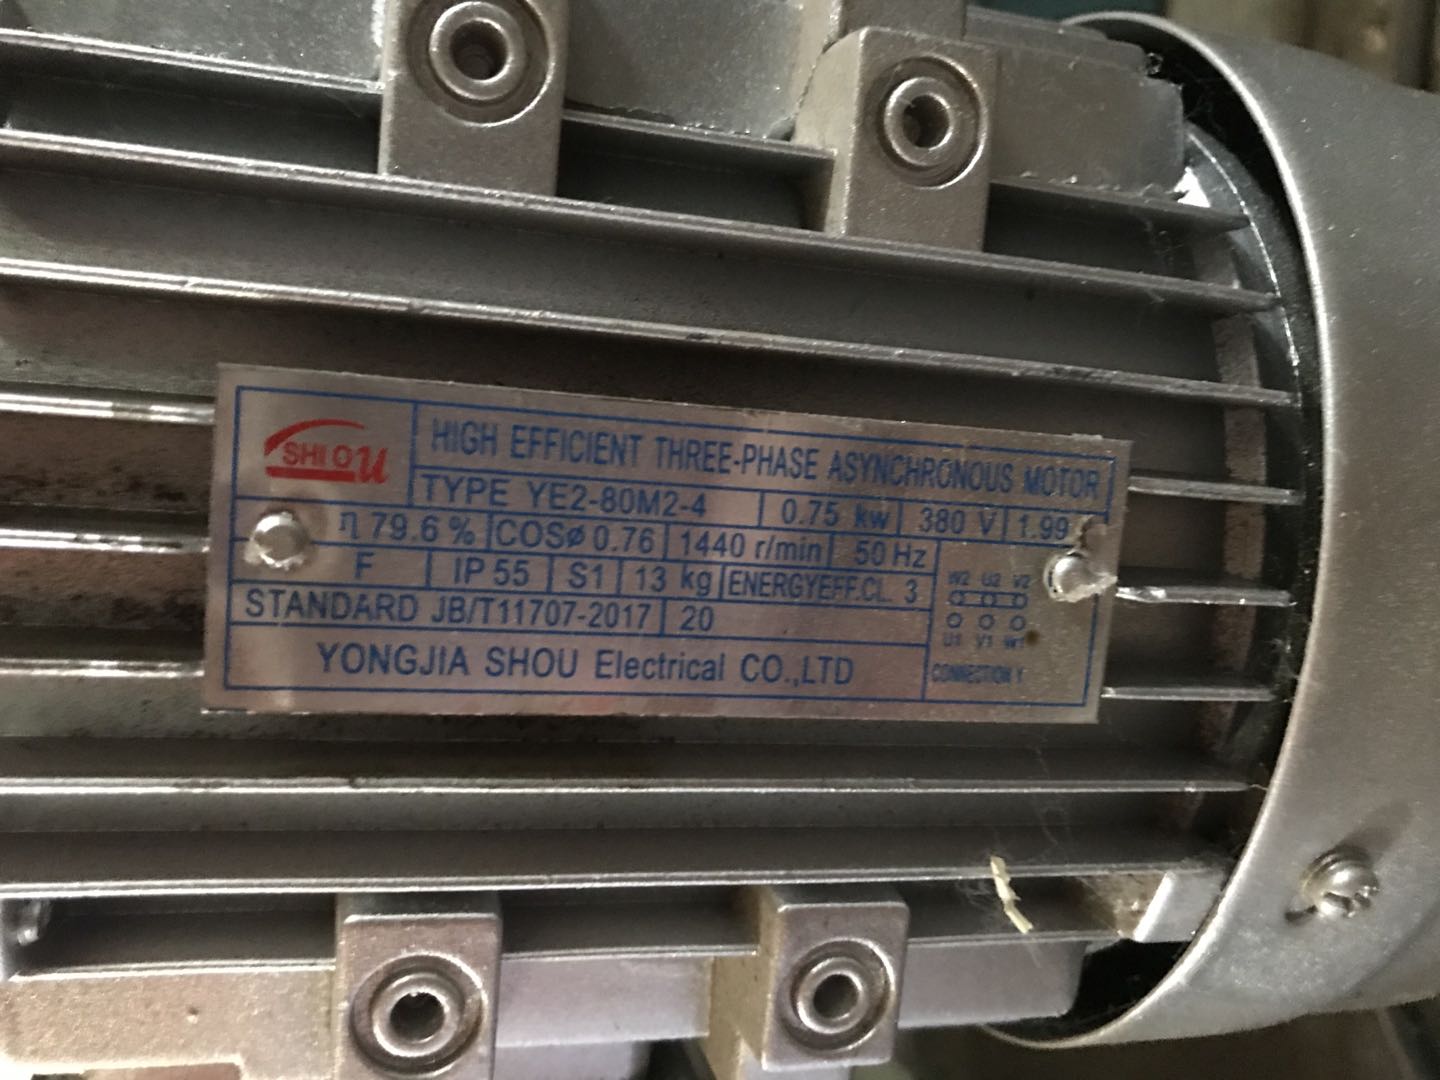 SHIOU
HIGH EFFICIENT THREE-PHASE ASYNCHRONOUS MOTOR
TYPE YE2-80M2-4 0.75 kw 380 V 1.99
η 79.6 % COSø 0.76 1440 r/min 50 Hz
F IP 55 S1 13 kg ENERGYEFF.CL. 3
W2 U2 V2
STANDARD JB/T11707-2017 20
U1 V1 W1
YONGJIA SHOU Electrical CO.,LTD
CONNECTION Y